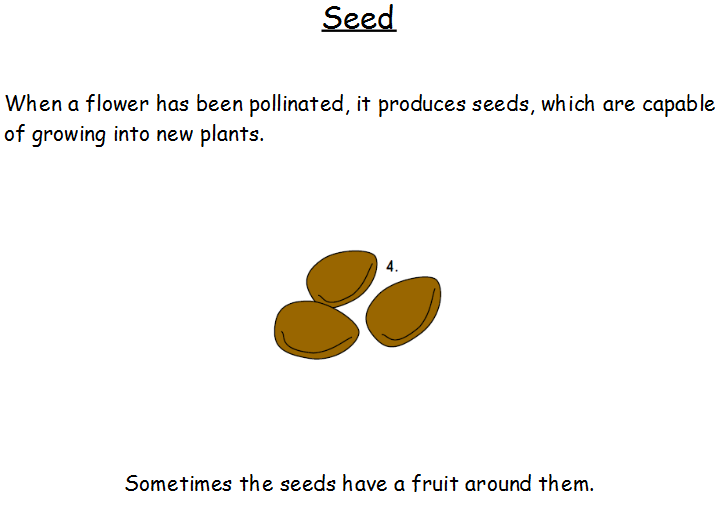 Seed
When a flower has been pollinated, it produces seeds, which are capable
of growing into new plants.
4.
Sometimes the seeds have a fruit around them.